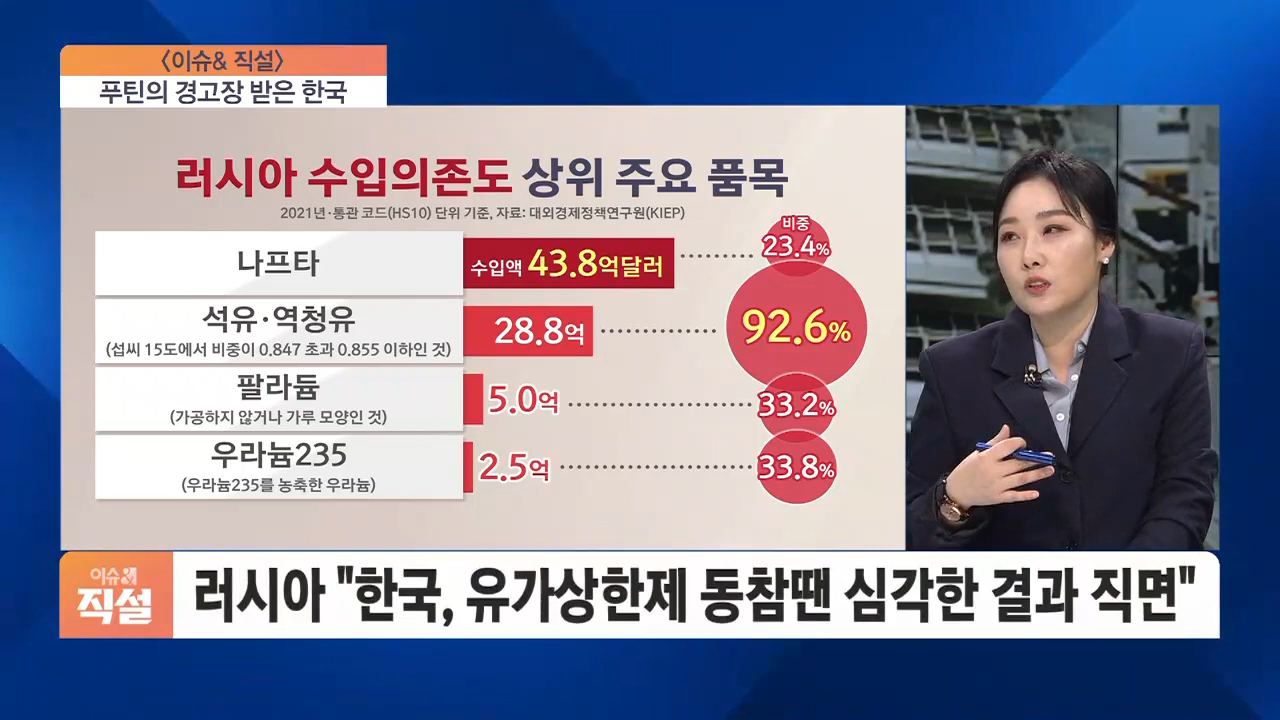 〈이슈& 직설〉
푸틴의 경고장 받은 한국
러시아 수입의존도 상위 주요 품목
2021년·통관 코드(HS10) 단위 기준, 자료: 대외경제정책연구원(KIEP)
나프타
수입액 43.8억달러
비중
23.4%
석유·역청유
(섭씨 15도에서 비중이 0.847 초과 0.855 이하인 것)
28.8억
92.6%
팔라듐
(가공하지 않거나 가루 모양인 것)
5.0억
33.2%
우라늄235
(우라늄235를 농축한 우라늄)
2.5억
33.8%
이슈&
직설
러시아 "한국, 유가상한제 동참땐 심각한 결과 직면"